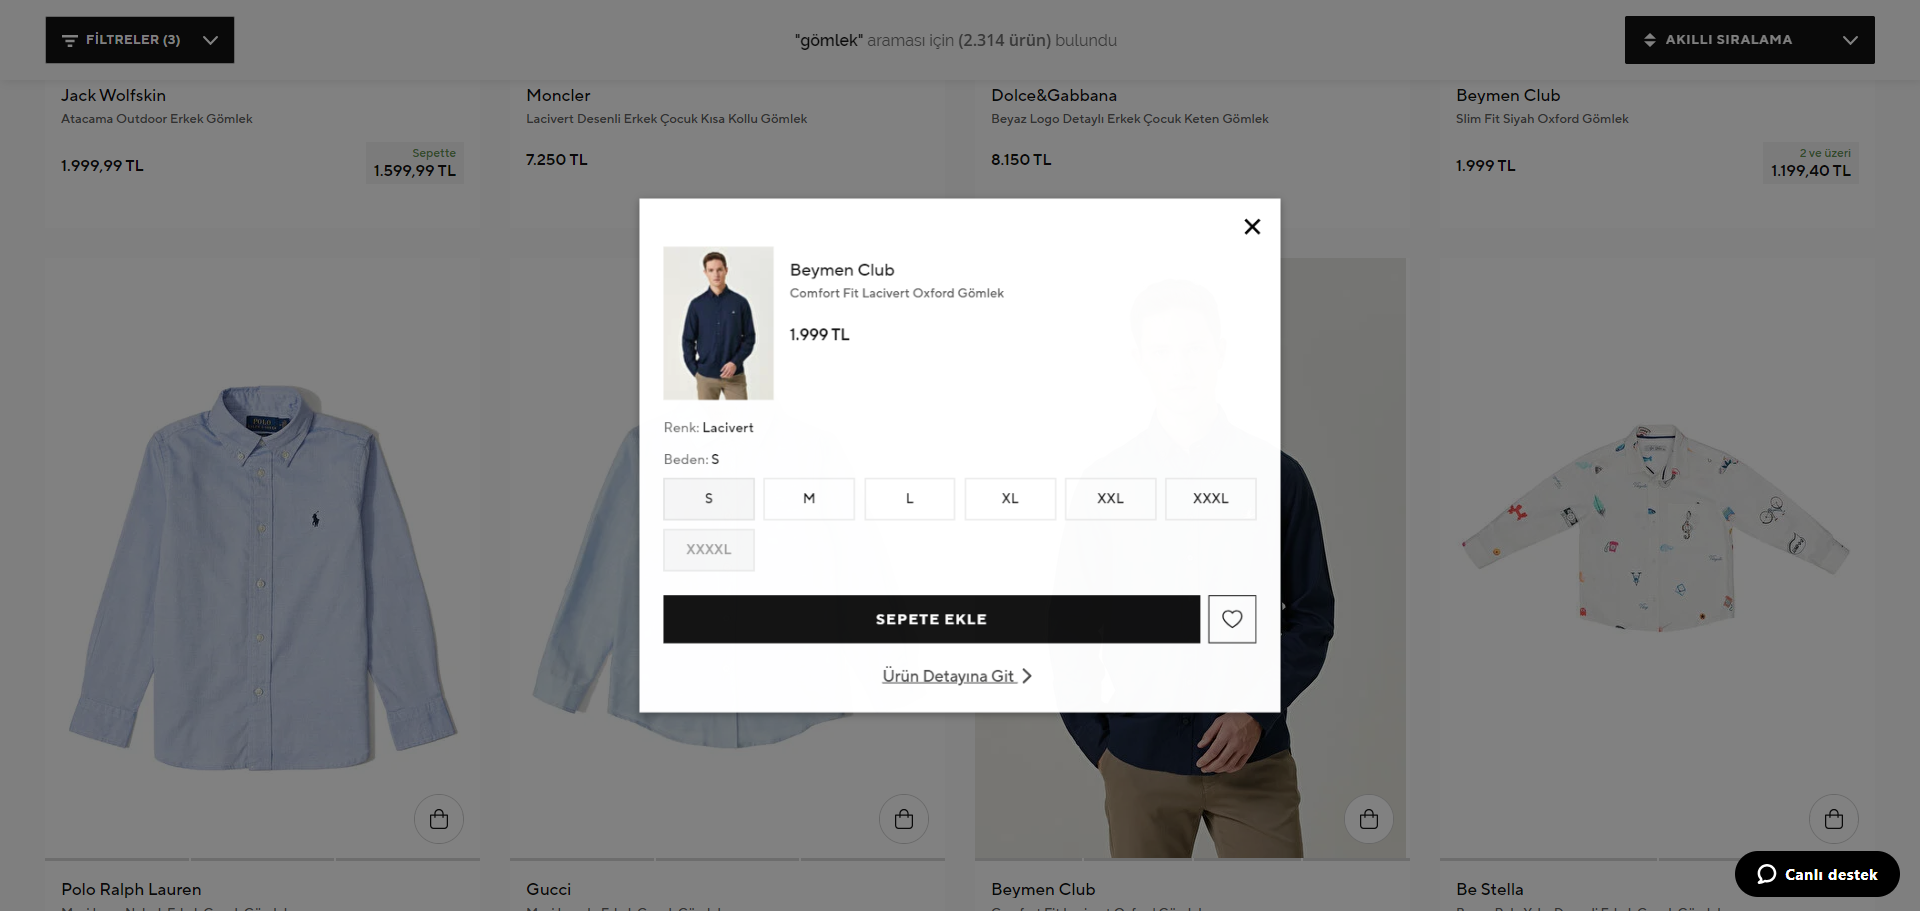 FİLTRELER (3)
"gömlek" araması için (2.314 ürün) bulundu
AKILLI SIRALAMA
Jack Wolfskin
Atacama Outdoor Erkek Gömlek
1.999,99 TL
Sepette
1.599,99 TL
Moncler
Lacivert Desenli Erkek Çocuk Kısa Kollu Gömlek
7.250 TL
Dolce&Gabbana
Beyaz Logo Detaylı Erkek Çocuk Keten Gömlek
8.150 TL
Beymen Club
Slim Fit Siyah Oxford Gömlek
1.999 TL
2 ve üzeri
1.199,40 TL
Beymen Club
Comfort Fit Lacivert Oxford Gömlek
1.999 TL
Renk: Lacivert
Beden: S
S
M
L
XL
XXL
XXXL
XXXXL
SEPETE EKLE
Ürün Detayına Git
POLO
Polo Ralph Lauren
Gucci
Beymen Club
Be Stella
Canlı destek